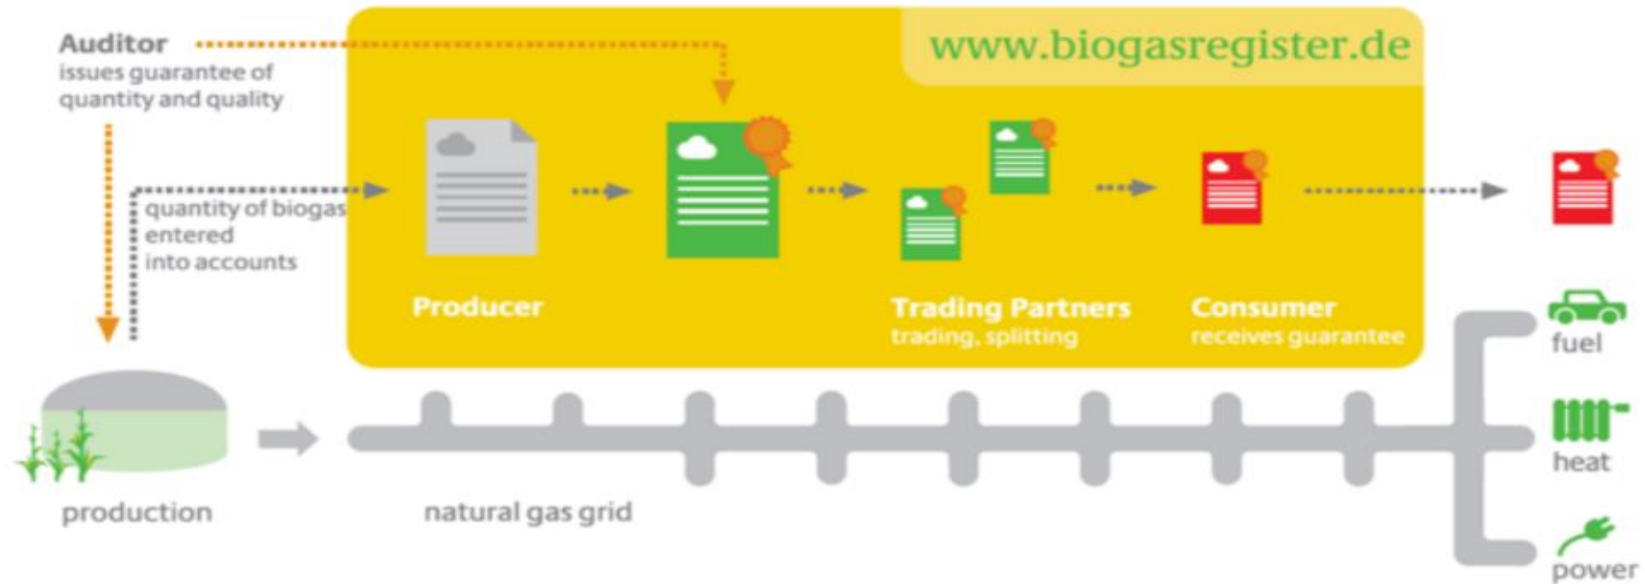 Auditor
issues guarantee of
quantity and quality
www.biogasregister.de
quantity of biogas
entered
into accounts
Producer
Trading Partners
trading, splitting
Consumer
receives guarantee
fuel
heat
production
natural gas grid
power